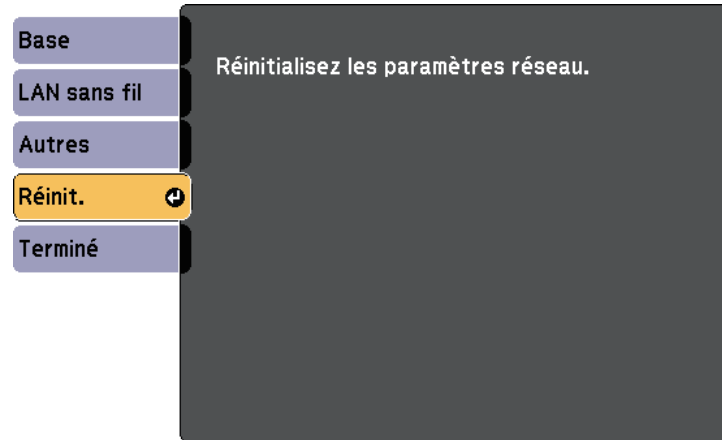 Base
LAN sans fil
Autres
Réinit.
Terminé
Réinitialisez les paramètres réseau.